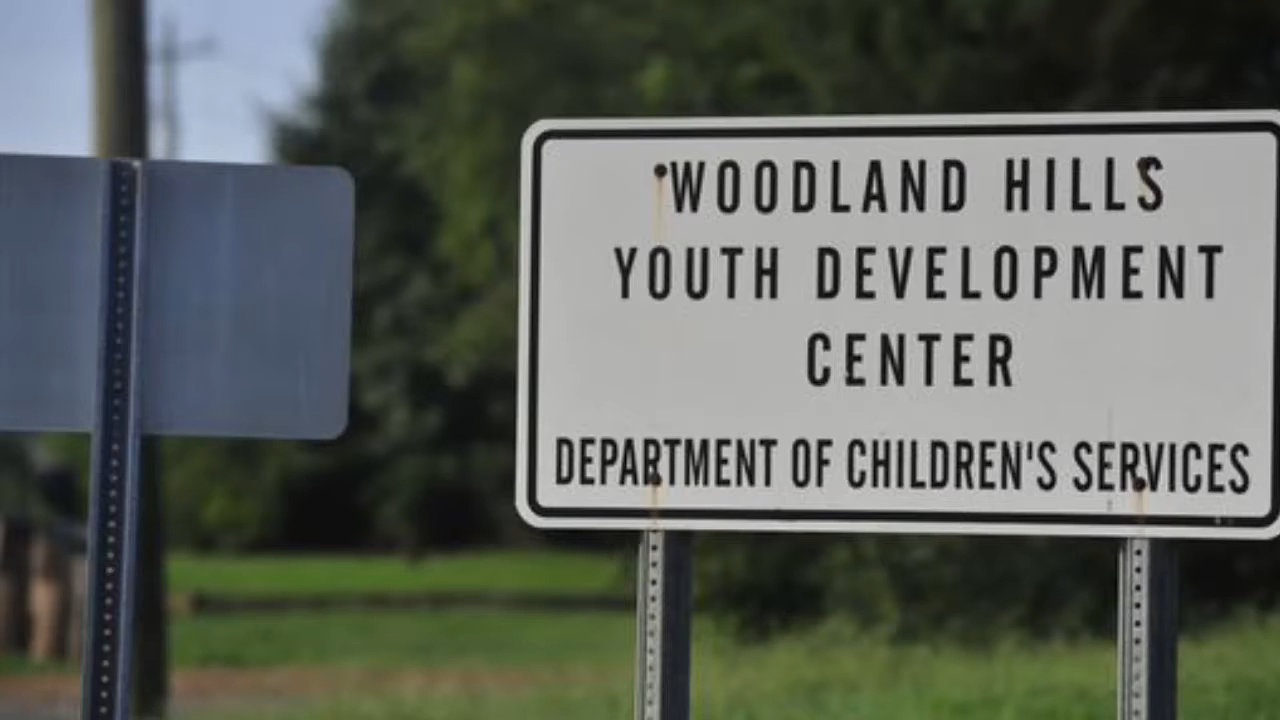 WOODLAND HILLS
YOUTH DEVELOPMENT
CENTER
DEPARTMENT OF CHILDREN'S SERVICES